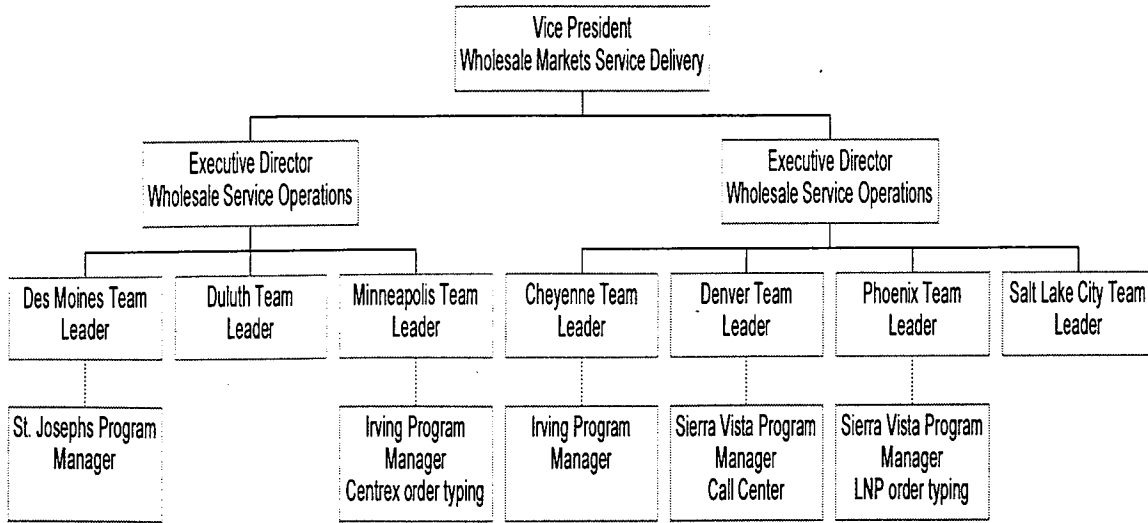 Vice President
Wholesale Markets Service Delivery
Executive Director
Wholesale Service Operations
Executive Director
Wholesale Service Operations
Des Moines Team
Leader
Duluth Team
Leader
Minneapolis Team
Leader
Cheyenne Team
Leader
Denver Team
Leader
Phoenix Team
Leader
Salt Lake City Team
Leader
St. Josephs Program
Manager
Irving Program
Manager
Centrex order typing
Irving Program
Manager
Sierra Vista Program
Manager
Call Center
Sierra Vista Program
Manager
LNP order typing